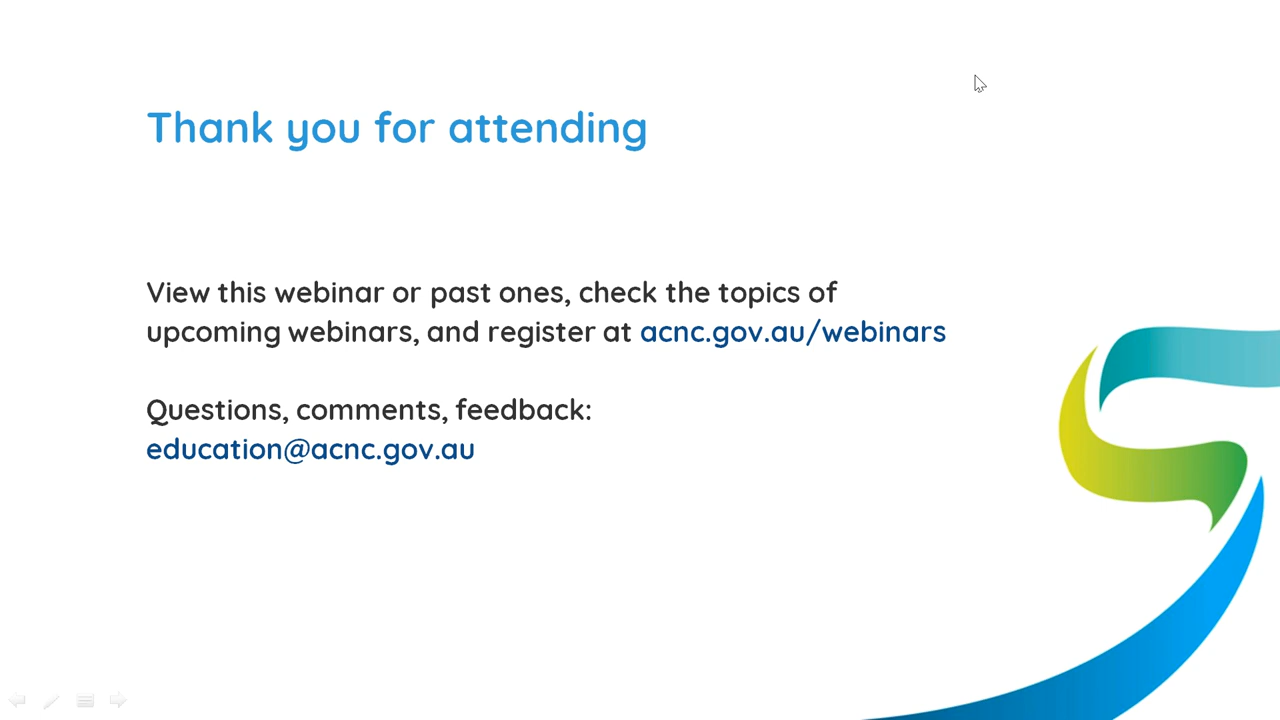 Thank you for attending
View this webinar or past ones, check the topics of
upcoming webinars, and register at acnc.gov.au/webinars
Questions, comments, feedback:
education@acnc.gov.au